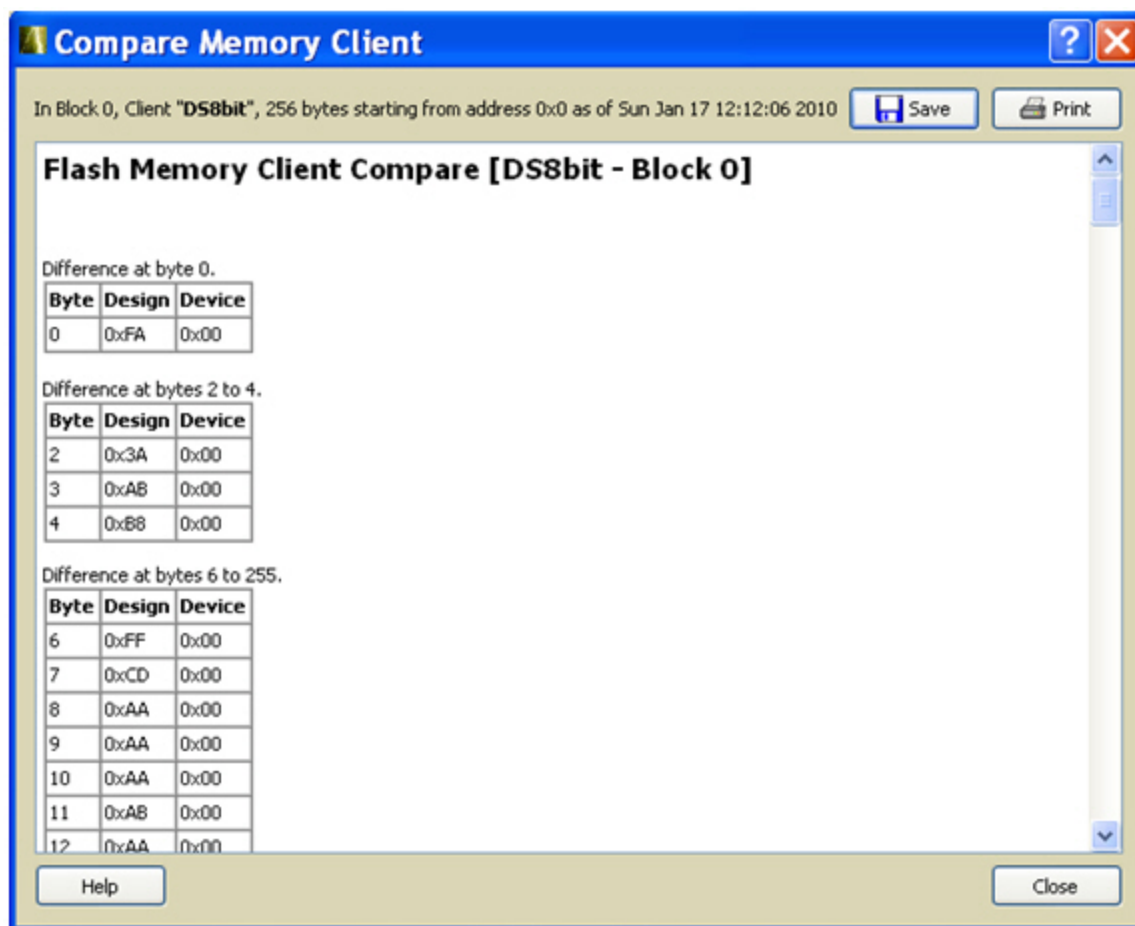 Compare Memory Client
In Block 0, Client "DS8bit", 256 bytes starting from address 0x0 as of Sun Jan 17 12:12:06 2010 Save Print
Flash Memory Client Compare [DS8bit - Block 0]
Difference at byte 0.
Byte Design Device
0 0xFA 0x00
Difference at bytes 2 to 4.
Byte Design Device
2 0x3A 0x00
3 0xAB 0x00
4 0xB8 0x00
Difference at bytes 6 to 255.
Byte Design Device
6 0xFF 0x00
7 0xCD 0x00
8 0xAA 0x00
9 0xAA 0x00
10 0xAA 0x00
11 0xAB 0x00
12 0xAA 0x00
Help Close